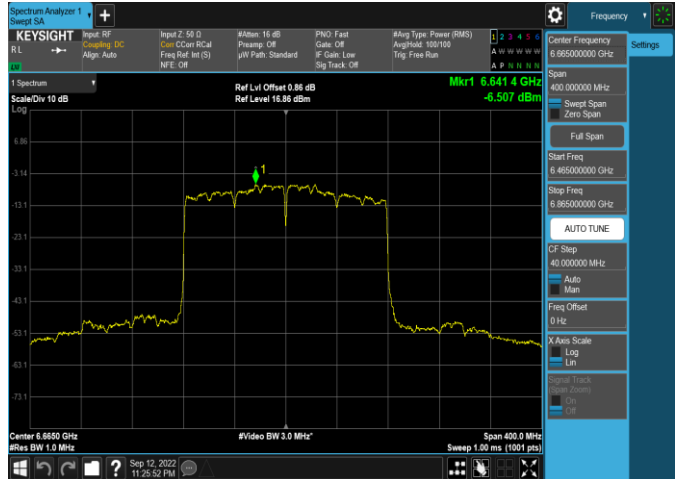 Spectrum Analyzer 1
Swept SA
Frequency
KEYSIGHT
RL
Input: RF
Coupling: DC
Align: Auto
Input Z: 50 Ω
Corr CCorr RCal
Freq Ref: Int (S)
NFE: Off
#Atten: 16 dB
Preamp: Off
µW Path: Standard
PNO: Fast
Gate: Off
IF Gain: Low
Sig Track: Off
#Avg Type: Power (RMS)
Avg|Hold: 100/100
Trig: Free Run
1 2 3 4 5 6
A W W W W W
A P N N N N
1 Spectrum
Scale/Div 10 dB
Log
Ref Lvl Offset 0.86 dB
Ref Level 16.86 dBm
Mkr1 6.641 4 GHz
-6.507 dBm
6.86
-3.14
-13.1
-23.1
-33.1
-43.1
-53.1
-63.1
-73.1
1
Center 6.6650 GHz
#Res BW 1.0 MHz
#Video BW 3.0 MHz*
Span 400.0 MHz
Sweep 1.00 ms (1001 pts)
Center Frequency
6.665000000 GHz
Settings
Span
400.000000 MHz
Swept Span
Zero Span
Full Span
Start Freq
6.465000000 GHz
Stop Freq
6.865000000 GHz
AUTO TUNE
CF Step
40.000000 MHz
Auto
Man
Freq Offset
0 Hz
X Axis Scale
Log
Lin
Signal Track
(Span Zoom)
On
Off
?
Sep 12, 2022
11:25:52 PM